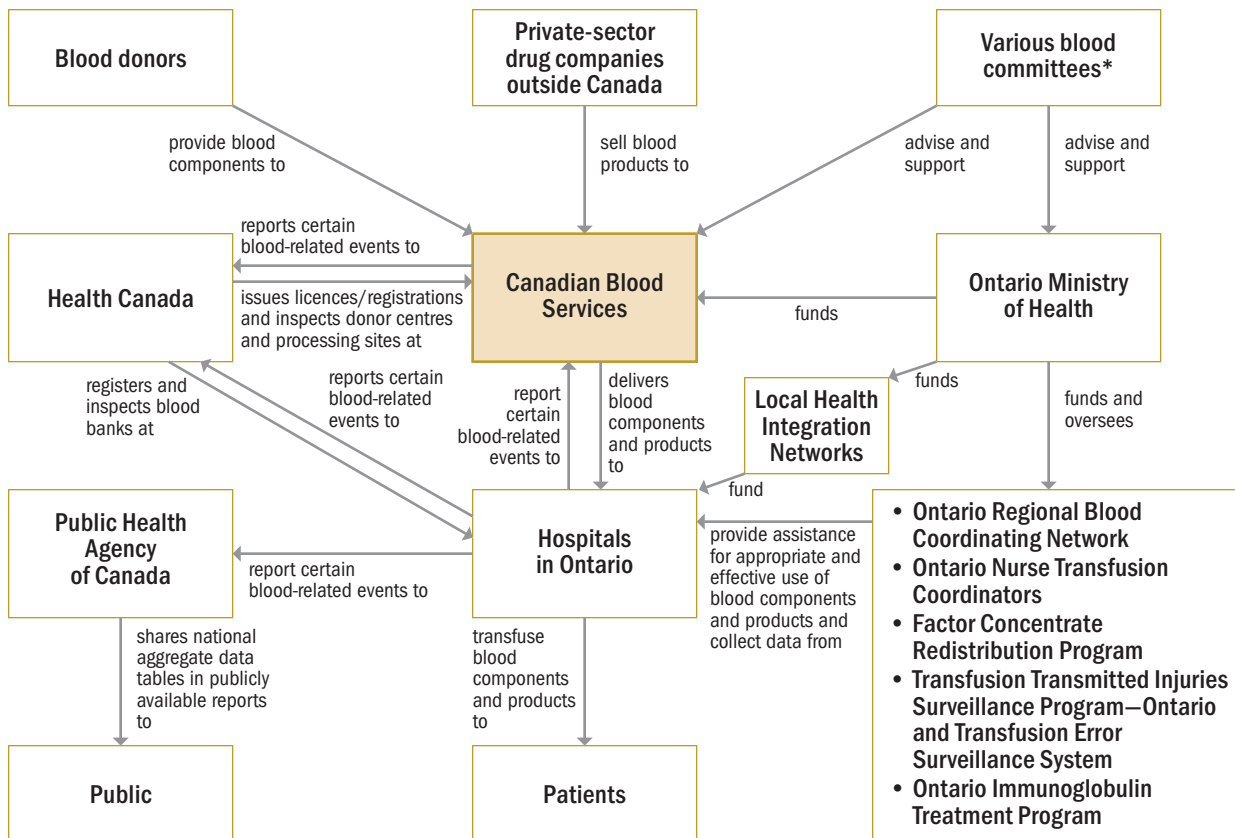 Blood donors
Private-sector
drug companies
outside Canada
Various blood
committees*
provide blood
components to
sell blood
products to
advise and
support
advise and
support
reports certain
blood-related events to
Health Canada
issues licences/registrations
and inspects donor centres
and processing sites at
Canadian Blood
Services
funds
Ontario Ministry
of Health
registers and
inspects blood
banks at
reports certain
blood-related
events to
report
certain
blood-related
events to
delivers
blood
components
and products
to
funds
Local Health
Integration
Networks
funds and
oversees
fund
Public Health
Agency
of Canada
report certain
blood-related events to
Hospitals
in Ontario
provide assistance
for appropriate and
effective use of
blood components
and products and
collect data from
• Ontario Regional Blood
Coordinating Network
• Ontario Nurse Transfusion
Coordinators
• Factor Concentrate
Redistribution Program
• Transfusion Transmitted Injuries
Surveillance Program—Ontario
and Transfusion Error
Surveillance System
• Ontario Immunoglobulin
Treatment Program
shares national
aggregate data
tables in publicly
available reports
to
transfuse
blood
components
and products
to
Public
Patients